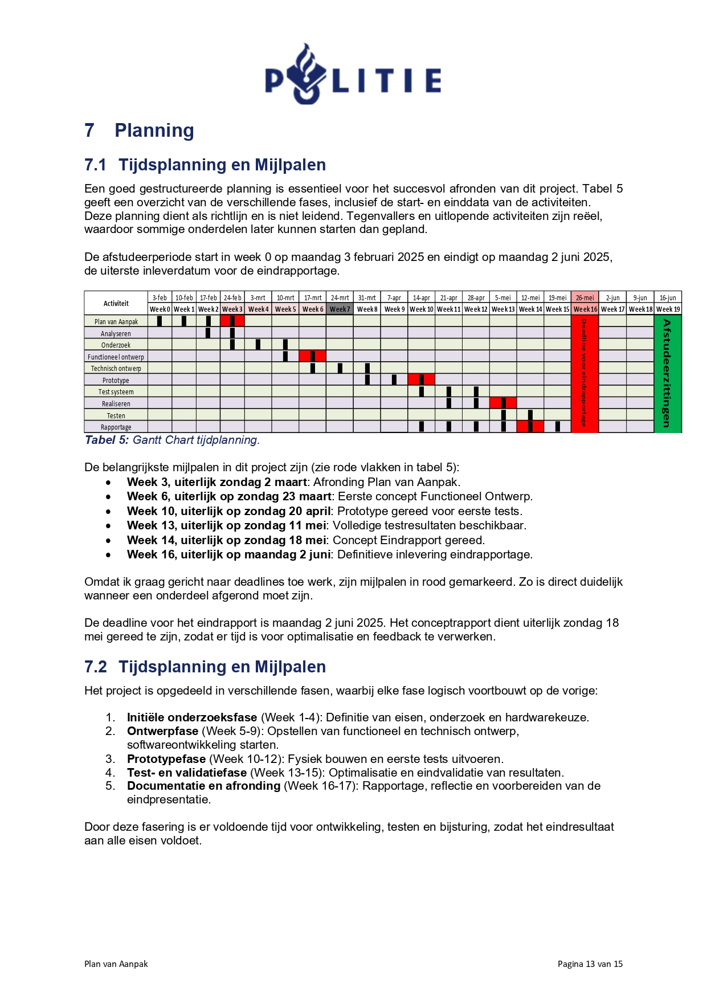 POLITIE
7 Planning
7.1 Tijdsplanning en Mijlpalen
Een goed gestructureerde planning is essentieel voor het succesvol afronden van dit project. Tabel 5
geeft een overzicht van de verschillende fases, inclusief de start- en einddata van de activiteiten.
Deze planning dient als richtlijn en is niet leidend. Tegenvallers en uitlopende activiteiten zijn reëel,
waardoor sommige onderdelen later kunnen starten dan gepland.
De afstudeerperiode start in week 0 op maandag 3 februari 2025 en eindigt op maandag 2 juni 2025,
de uiterste inleverdatum voor de eindrapportage.
Activiteit 3-feb 10-feb 17-feb 24-feb 3-mrt 10-mrt 17-mrt 24-mrt 31-mrt 7-apr 14-apr 21-apr 28-apr 5-mei 12-mei 19-mei 26-mei 2-jun 9-jun 16-jun
Week 0 Week 1 Week 2 Week 3 Week 4 Week 5 Week 6 Week 7 Week 8 Week 9 Week 10 Week 11 Week 12 Week 13 Week 14 Week 15 Week 16 Week 17 Week 18 Week 19
Plan van Aanpak
Analyseren
Onderzoek
Functioneel ontwerp
Technisch ontwerp
Prototype
Test systeem
Realiseren
Testen
Rapportage
Deadline voor eindrapportage
Afstudeerzittingen
Tabel 5: Gantt Chart tijdplanning.
De belangrijkste mijlpalen in dit project zijn (zie rode vlakken in tabel 5):
• Week 3, uiterlijk zondag 2 maart: Afronding Plan van Aanpak.
• Week 6, uiterlijk op zondag 23 maart: Eerste concept Functioneel Ontwerp.
• Week 10, uiterlijk op zondag 20 april: Prototype gereed voor eerste tests.
• Week 13, uiterlijk op zondag 11 mei: Volledige testresultaten beschikbaar.
• Week 14, uiterlijk op zondag 18 mei: Concept Eindrapport gereed.
• Week 16, uiterlijk op maandag 2 juni: Definitieve inlevering eindrapportage.
Omdat ik graag gericht naar deadlines toe werk, zijn mijlpalen in rood gemarkeerd. Zo is direct duidelijk
wanneer een onderdeel afgerond moet zijn.
De deadline voor het eindrapport is maandag 2 juni 2025. Het conceptrapport dient uiterlijk zondag 18
mei gereed te zijn, zodat er tijd is voor optimalisatie en feedback te verwerken.
7.2 Tijdsplanning en Mijlpalen
Het project is opgedeeld in verschillende fasen, waarbij elke fase logisch voortbouwt op de vorige:
1. Initiële onderzoeksfase (Week 1-4): Definitie van eisen, onderzoek en hardwarekeuze.
2. Ontwerpfase (Week 5-9): Opstellen van functioneel en technisch ontwerp,
softwareontwikkeling starten.
3. Prototypefase (Week 10-12): Fysiek bouwen en eerste tests uitvoeren.
4. Test- en validatiefase (Week 13-15): Optimalisatie en eindvalidatie van resultaten.
5. Documentatie en afronding (Week 16-17): Rapportage, reflectie en voorbereiden van de
eindpresentatie.
Door deze fasering is er voldoende tijd voor ontwikkeling, testen en bijsturing, zodat het eindresultaat
aan alle eisen voldoet.
Plan van Aanpak
Pagina 13 van 15